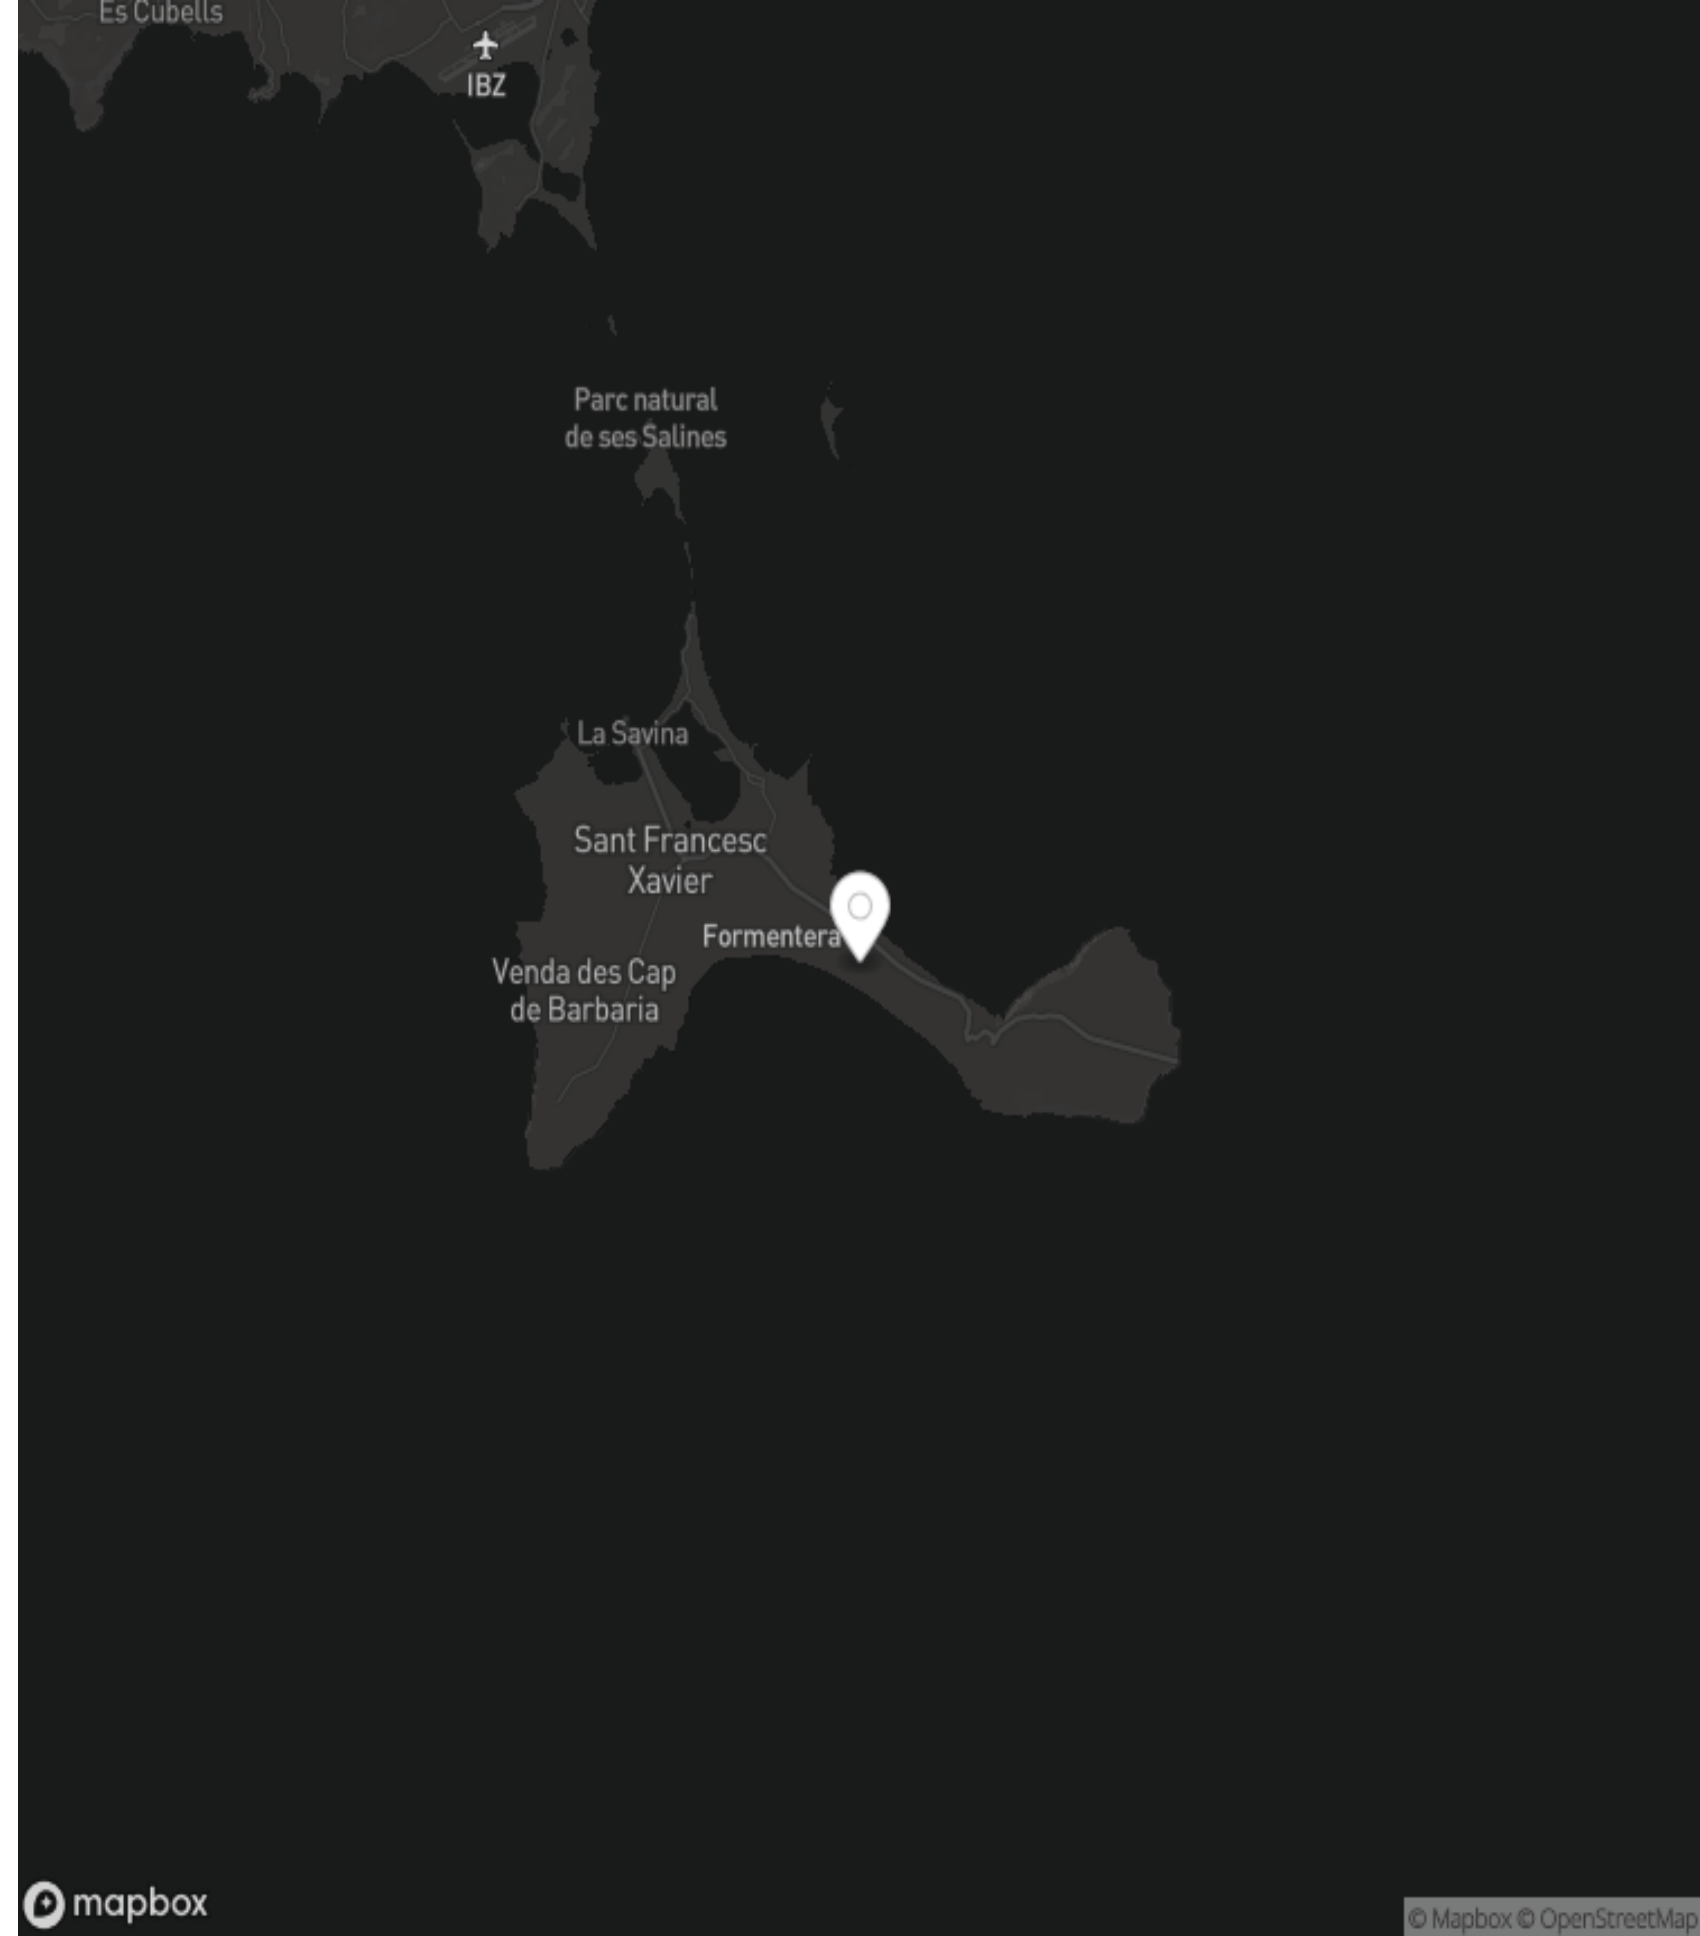 Es Cubells
IBZ
Parc natural
de ses Salines
La Savina
Sant Francesc
Xavier
Formentera
Venda des Cap
de Barbaria
mapbox
© Mapbox © OpenStreetMap